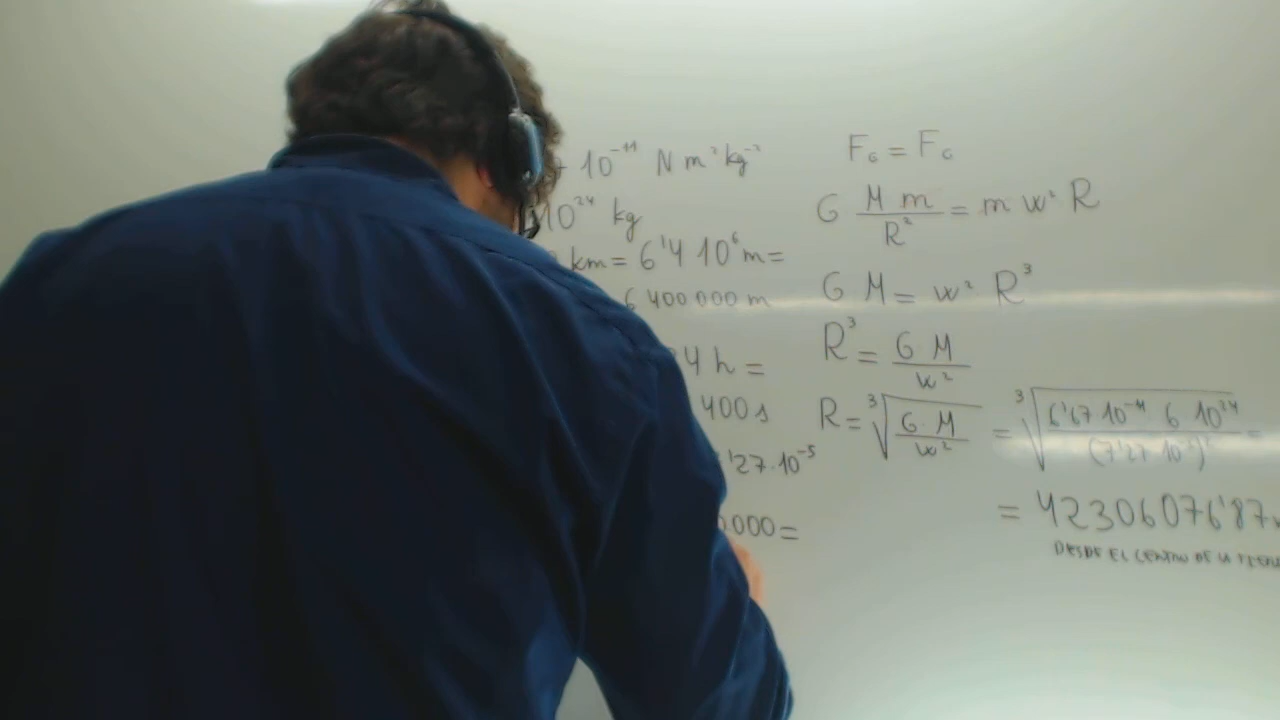 10⁻¹¹ N m² kg⁻²
10²⁴ kg
km = 6'4 10⁶ m =
6 400 000 m
4 h =
400 s
'27·10⁻⁵
000 =
F_G = F_C
G M m / R² = m w² R
G M = w² R³
R³ = G M / w²
R = ³√(G M / w²) = ³√(6'67 10⁻¹¹ 6 10²⁴ / (7'27 10⁻⁵)²) =
= 42306076'87
DESDE EL CENTRO DE LA